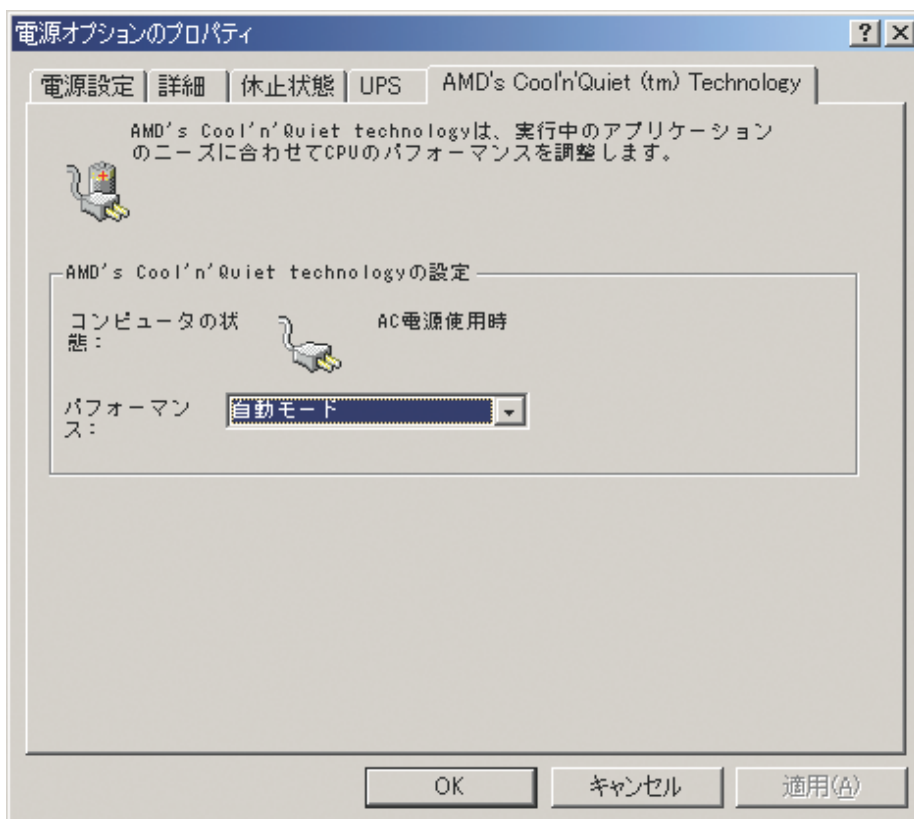 電源オプションのプロパティ
電源設定 詳細 休止状態 UPS AMD's Cool'n'Quiet (tm) Technology
AMD's Cool'n'Quiet technologyは、実行中のアプリケーション
のニーズに合わせてCPUのパフォーマンスを調整します。
AMD's Cool'n'Quiet technologyの設定
コンピュータの状
態：
AC電源使用時
パフォーマン
ス：
自動モード
OK キャンセル 適用(A)